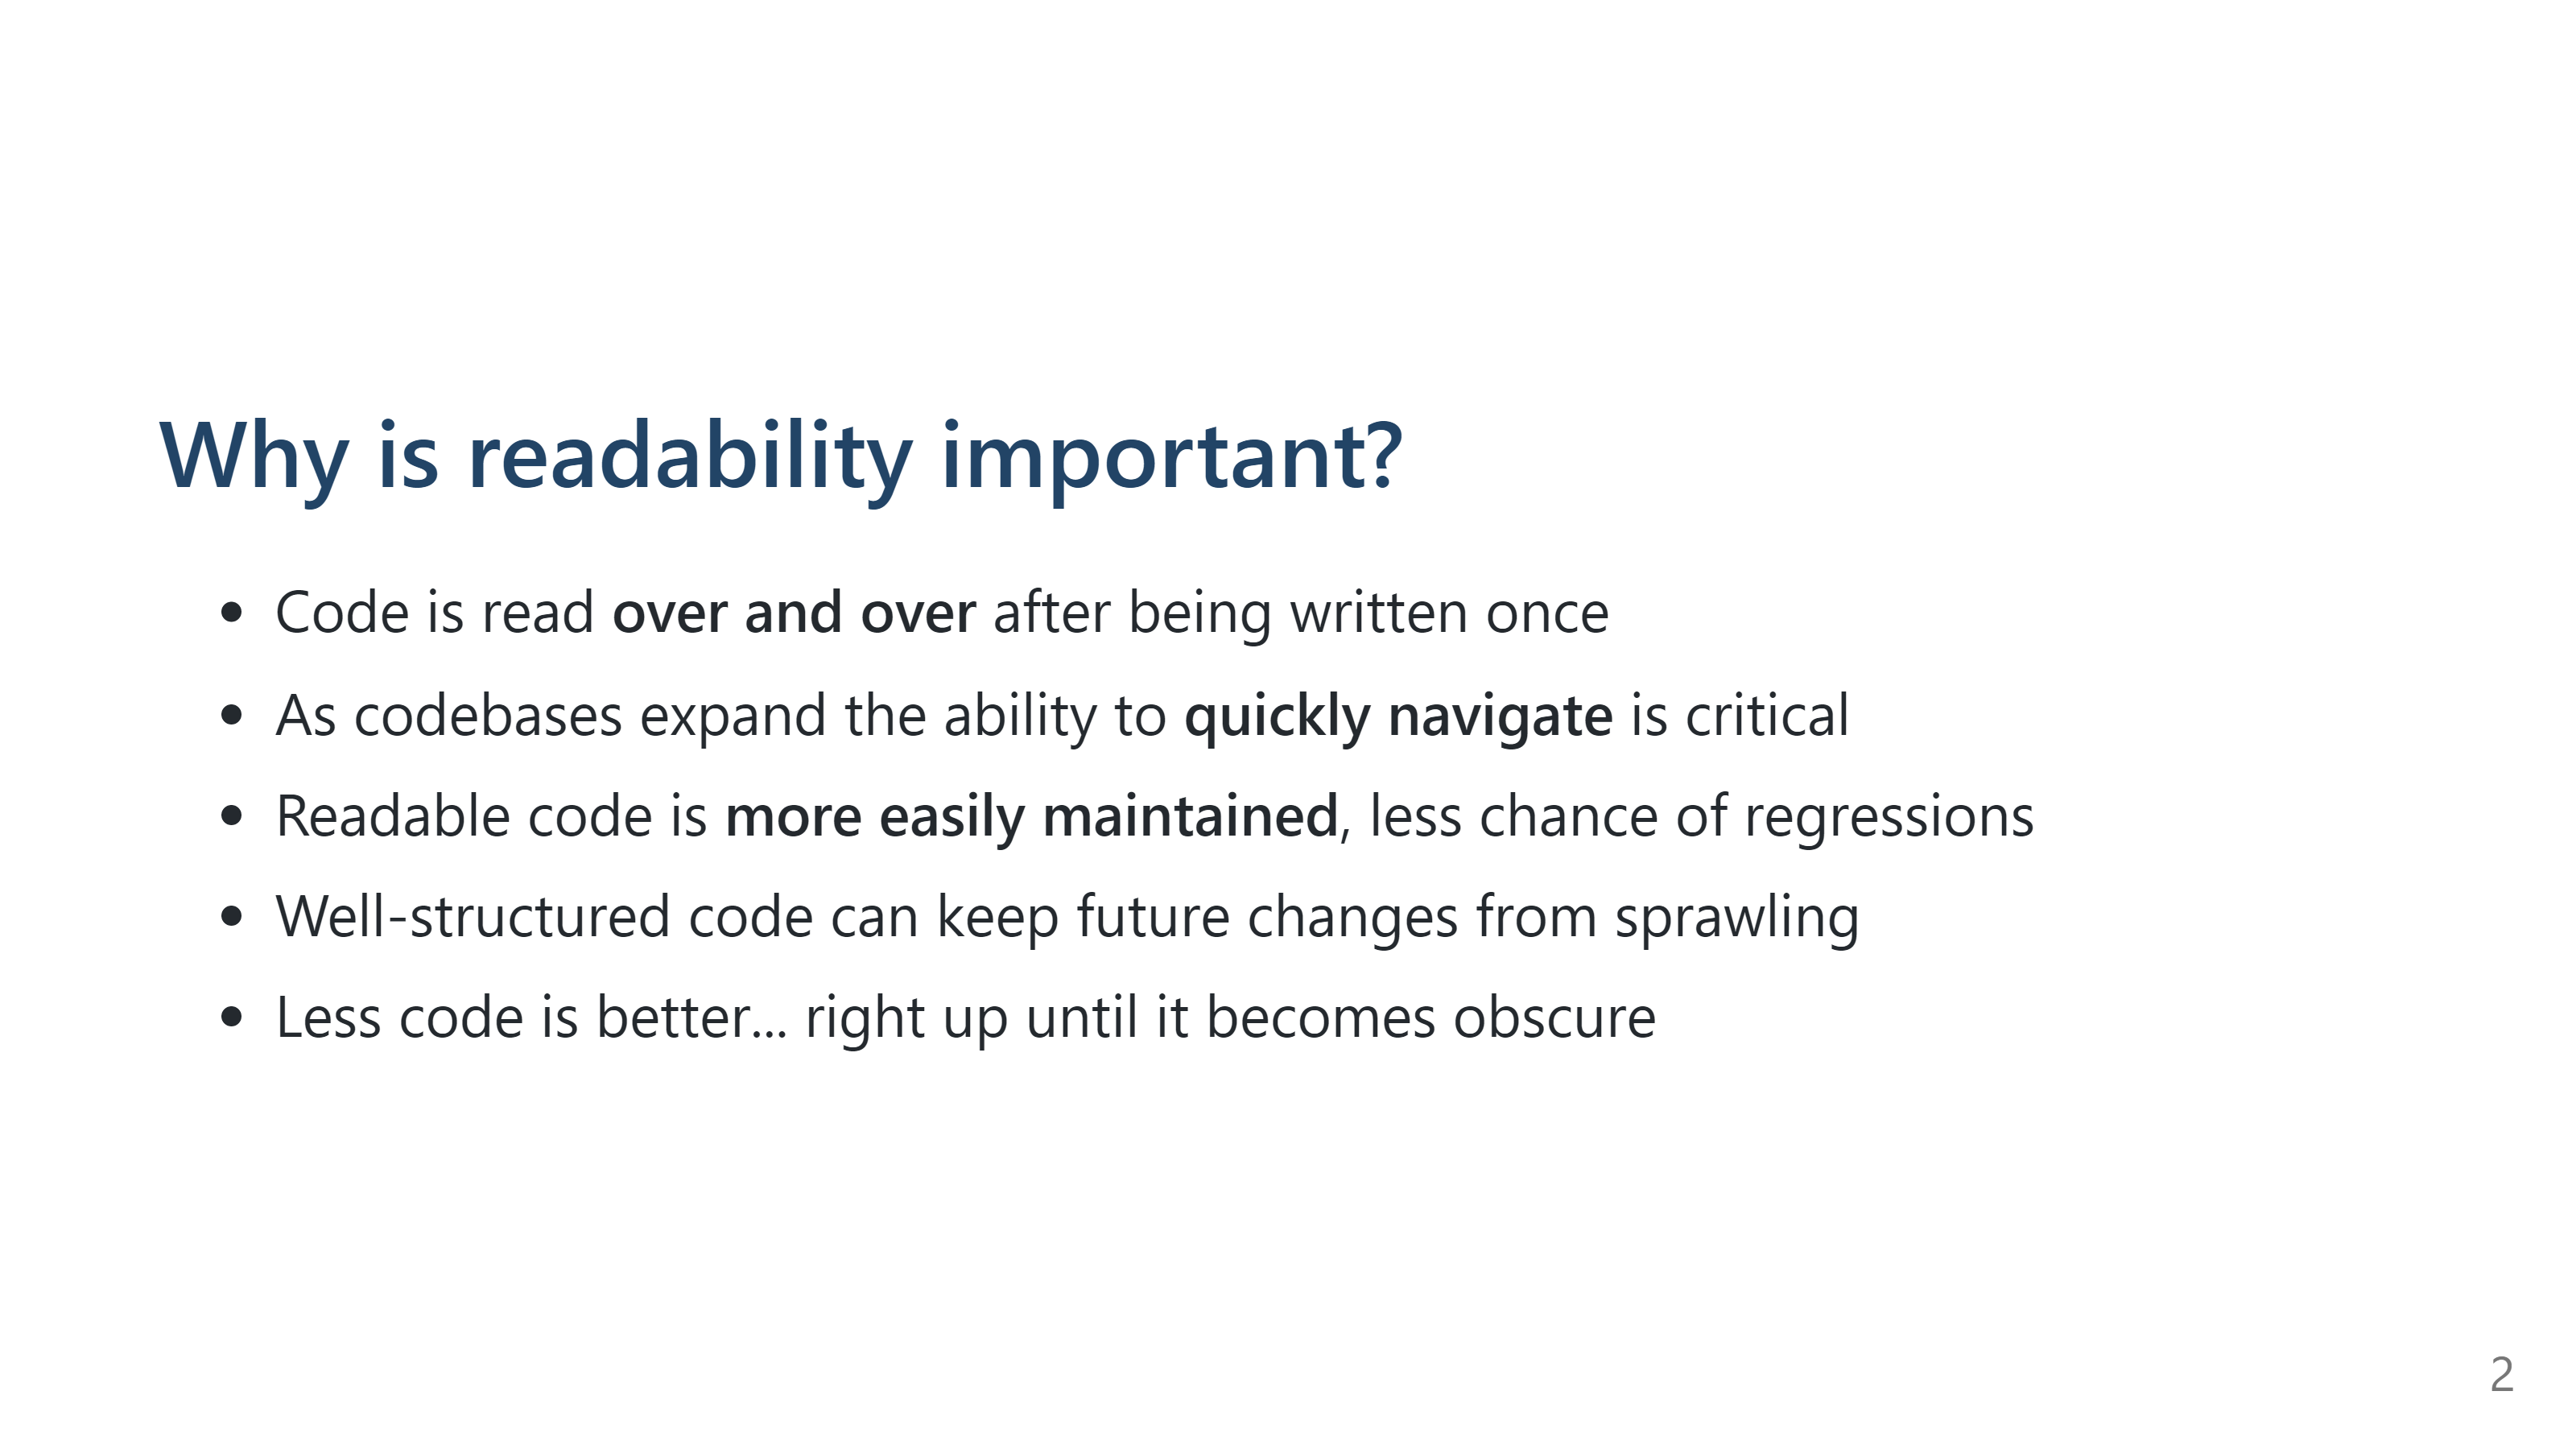 Why is readability important?
• Code is read over and over after being written once
• As codebases expand the ability to quickly navigate is critical
• Readable code is more easily maintained, less chance of regressions
• Well-structured code can keep future changes from sprawling
• Less code is better... right up until it becomes obscure
2